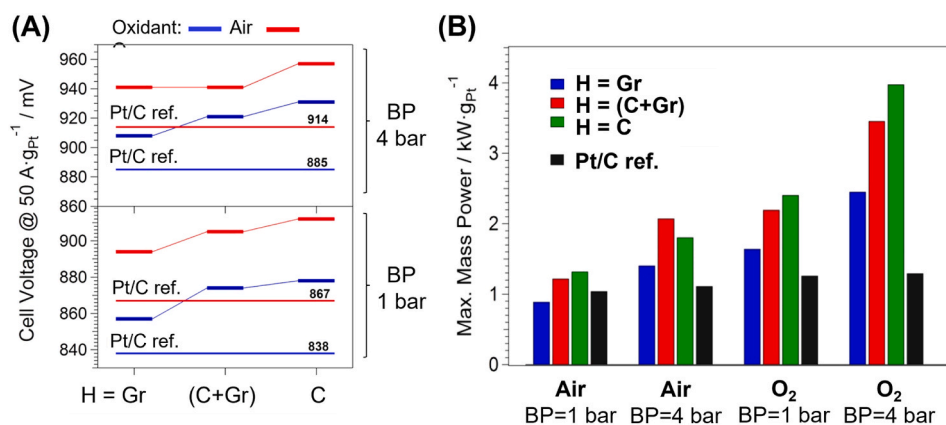 (A)
Oxidant: Air
Cell Voltage @ 50 A·gPt⁻¹ / mV
960
940
920
900
880
860
900
880
860
840
Pt/C ref.
914
Pt/C ref.
885
Pt/C ref.
867
Pt/C ref.
838
BP
4 bar
BP
1 bar
H = Gr (C+Gr) C
(B)
Max. Mass Power / kW·gPt⁻¹
4
3
2
1
0
H = Gr
H = (C+Gr)
H = C
Pt/C ref.
Air Air O₂ O₂
BP=1 bar BP=4 bar BP=1 bar BP=4 bar